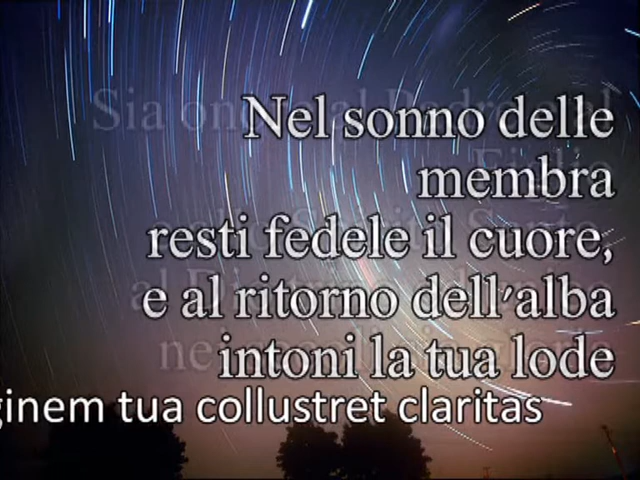 Nel sonno delle
membra
resti fedele il cuore,
e al ritorno dell'alba
intoni la tua lode
ginem tua collustret claritas